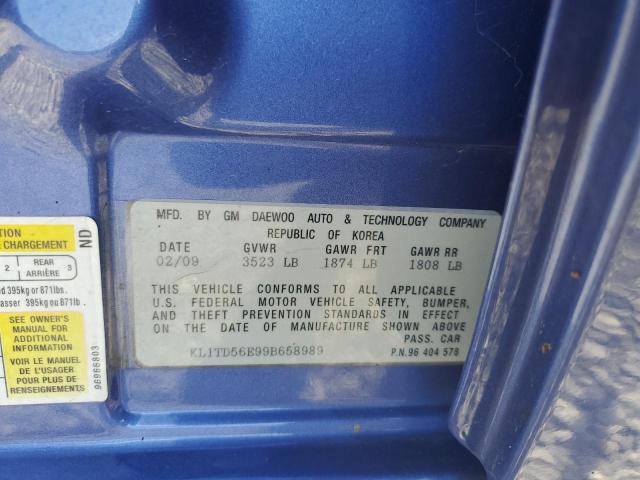 MFD. BY GM DAEWOO AUTO & TECHNOLOGY COMPANY
REPUBLIC OF KOREA
DATE GVWR GAWR FRT GAWR RR
02/09 3523 LB 1874 LB 1808 LB
THIS VEHICLE CONFORMS TO ALL APPLICABLE
U.S. FEDERAL MOTOR VEHICLE SAFETY, BUMPER,
AND THEFT PREVENTION STANDARDS IN EFFECT
ON THE DATE OF MANUFACTURE SHOWN ABOVE
PASS. CAR
KL1TD56E99B658989 P.N.96 404 578
CHARGEMENT
ND
2 REAR 3
ARRIÈRE
395kg or 871lbs.
asser 395kg ou 871lb.
SEE OWNER'S
MANUAL FOR
ADDITIONAL
INFORMATION
VOIR LE MANUEL
DE L'USAGER
POUR PLUS DE
RENSEIGNEMENTS
96966803